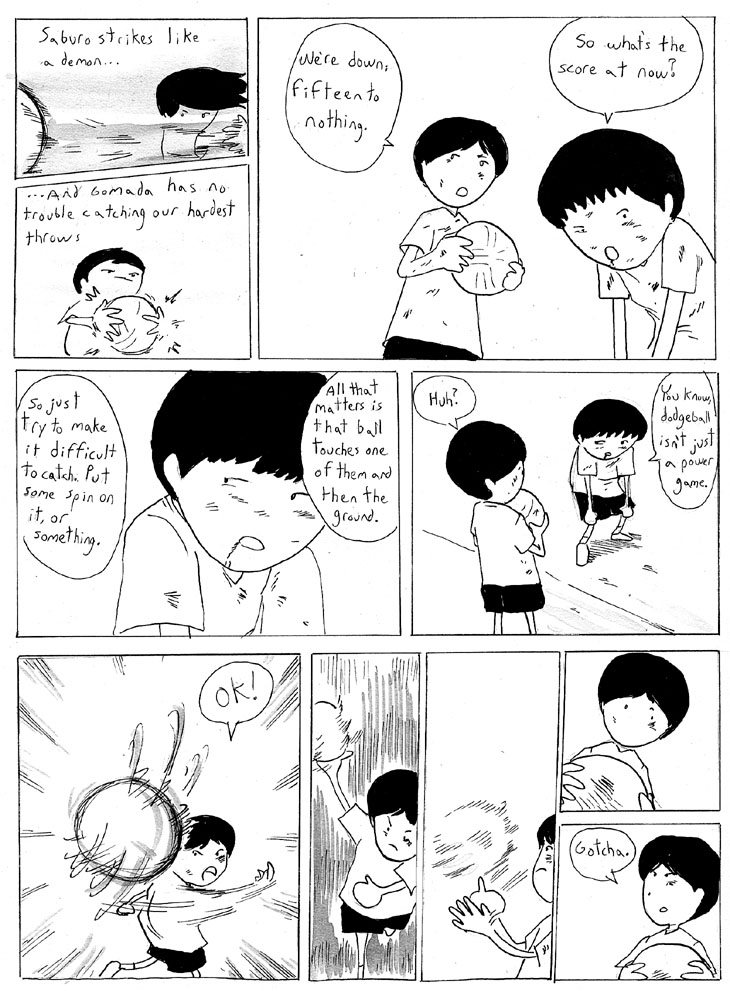 So what's the
score at now?
We're down;
fifteen to
nothing.
Saburo strikes like
a demon...
...And Gomada has no
trouble catching our hardest
throws
You know,
dodgeball
isn't just
a power
game.
Huh?
All that
matters is
that ball
touches one
of them and
then the
ground.
So just
try to make
it difficult
to catch. Put
some spin on
it, or
something.
Gotcha.
OK!